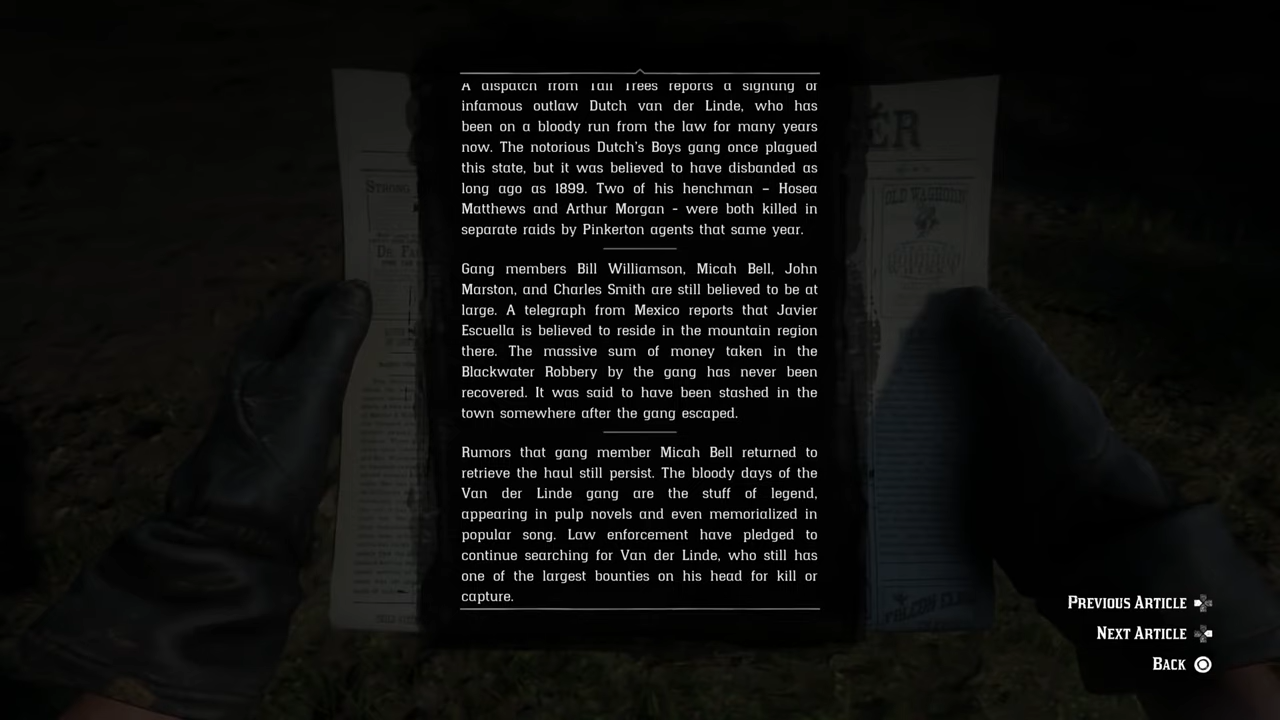 A dispatch from Tall Trees reports a sighting of
infamous outlaw Dutch van der Linde, who has
been on a bloody run from the law for many years
now. The notorious Dutch's Boys gang once plagued
this state, but it was believed to have disbanded as
long ago as 1899. Two of his henchman – Hosea
Matthews and Arthur Morgan - were both killed in
separate raids by Pinkerton agents that same year.
Gang members Bill Williamson, Micah Bell, John
Marston, and Charles Smith are still believed to be at
large. A telegraph from Mexico reports that Javier
Escuella is believed to reside in the mountain region
there. The massive sum of money taken in the
Blackwater Robbery by the gang has never been
recovered. It was said to have been stashed in the
town somewhere after the gang escaped.
Rumors that gang member Micah Bell returned to
retrieve the haul still persist. The bloody days of the
Van der Linde gang are the stuff of legend,
appearing in pulp novels and even memorialized in
popular song. Law enforcement have pledged to
continue searching for Van der Linde, who still has
one of the largest bounties on his head for kill or
capture.
ER
STRONG
OLD WAGHORN
Previous Article
Next Article
Back